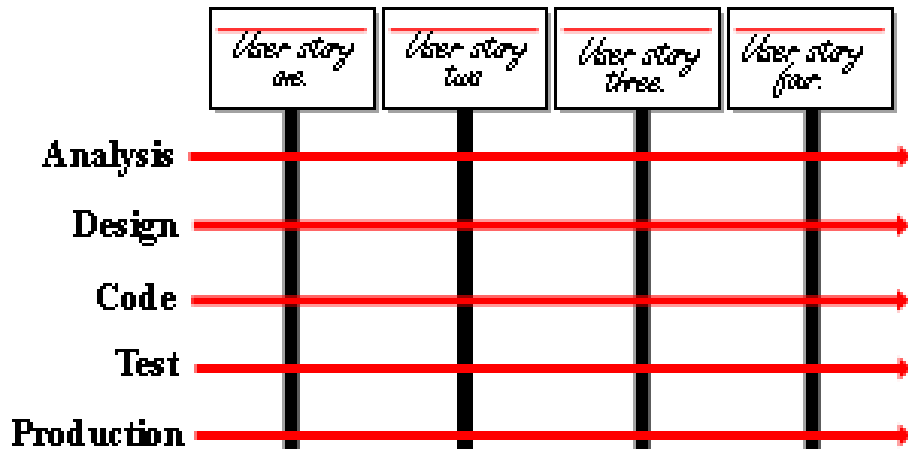 User story
one.
User story
two
User story
three.
User story
four.
Analysis
Design
Code
Test
Production